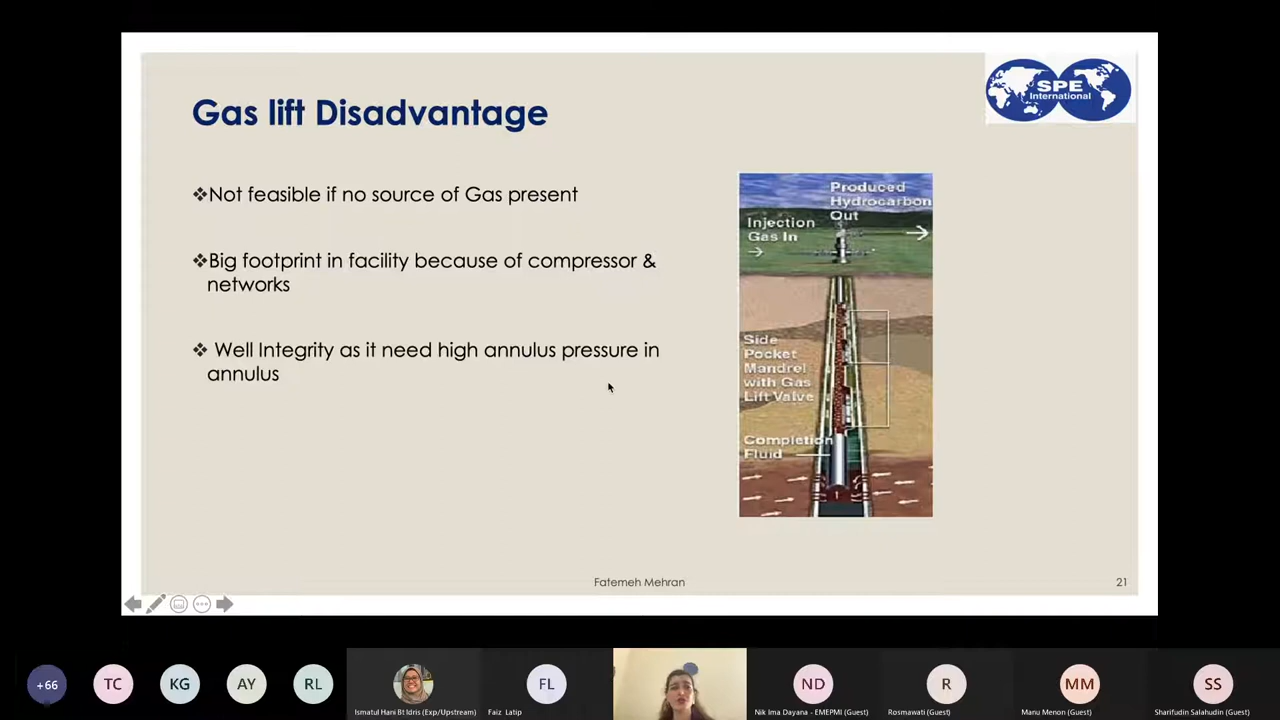 Gas lift Disadvantage
SPE
International
❖Not feasible if no source of Gas present
❖Big footprint in facility because of compressor &
networks
❖ Well Integrity as it need high annulus pressure in
annulus
Produced
Hydrocarbon
Out
Injection
Gas In
Side
Pocket
Mandrel
with Gas
Lift Valve
Completion
Fluid
Fatemeh Mehran
21
+66
TC
KG
AY
RL
Ismatul Hani Bt Idris (Exp/Upstream)
FL
Faiz Latip
ND
Nik Ima Dayana - EMEPMI (Guest)
R
Rosmawati (Guest)
MM
Manu Menon (Guest)
SS
Sharifudin Salahudin (Guest)